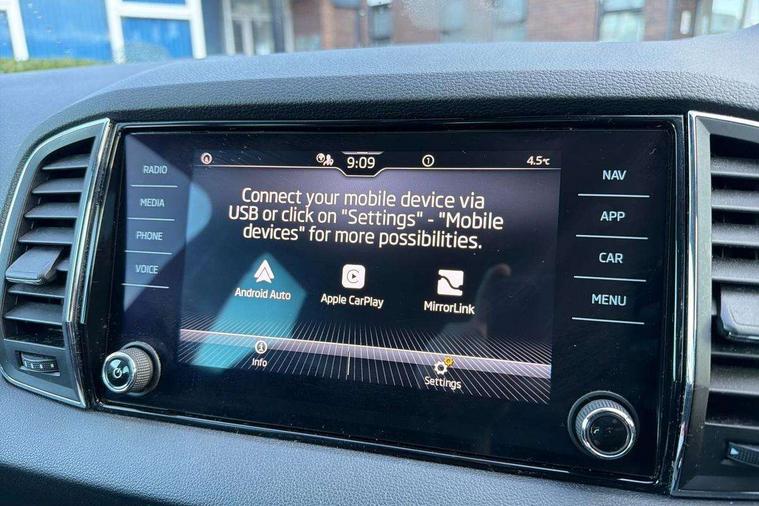 RADIO
MEDIA
PHONE
VOICE
9:09
1
4.5°C
Connect your mobile device via
USB or click on "Settings" - "Mobile
devices" for more possibilities.
Android Auto
Apple CarPlay
MirrorLink
Info
Settings
NAV
APP
CAR
MENU